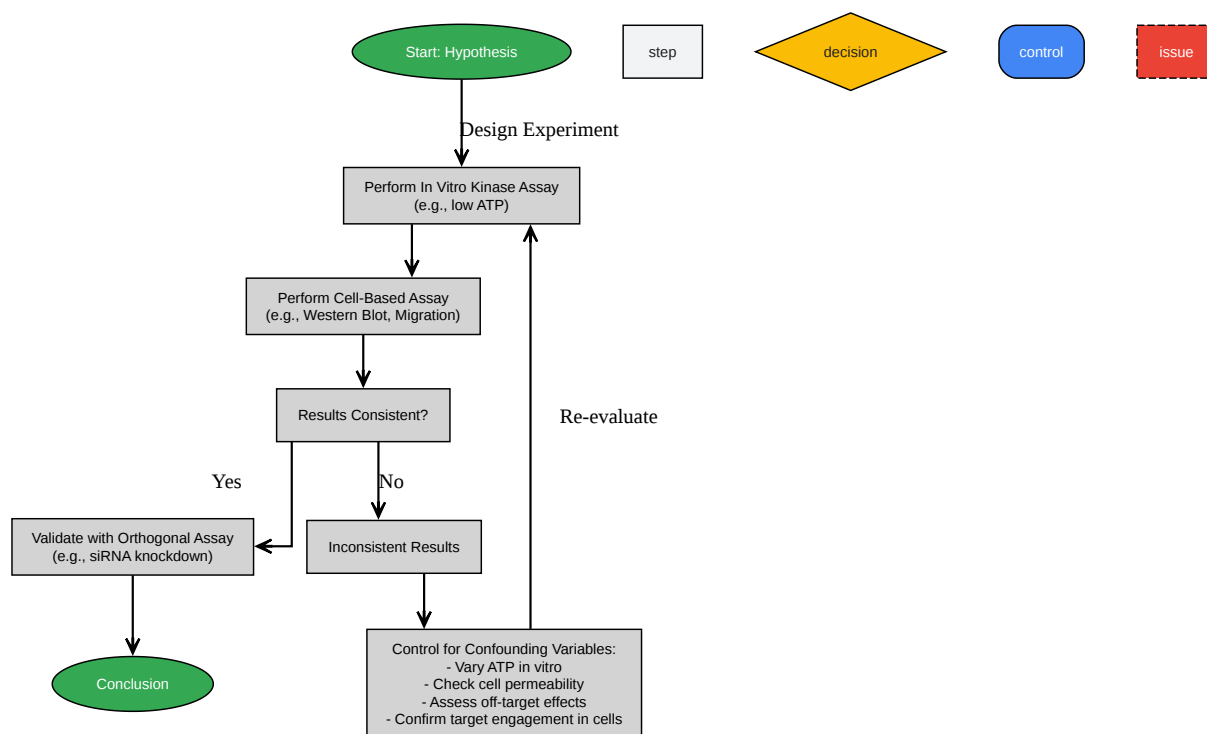 Start: Hypothesis
step
decision
control
issue
Design Experiment
Perform In Vitro Kinase Assay
(e.g., low ATP)
Perform Cell-Based Assay
(e.g., Western Blot, Migration)
Results Consistent?
Re-evaluate
Yes
No
Validate with Orthogonal Assay
(e.g., siRNA knockdown)
Inconsistent Results
Control for Confounding Variables:
- Vary ATP in vitro
- Check cell permeability
- Assess off-target effects
- Confirm target engagement in cells
Conclusion